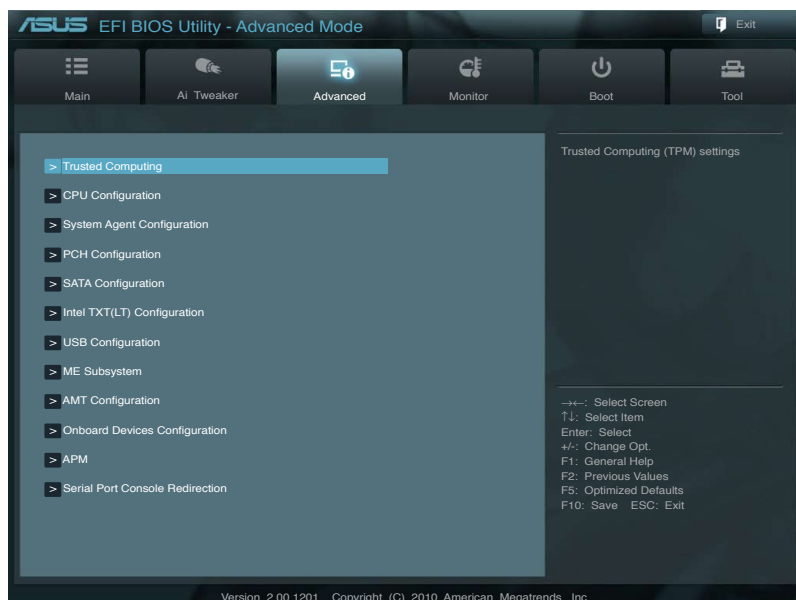 ASUS EFI BIOS Utility - Advanced Mode
Exit
Main
Ai Tweaker
Advanced
Monitor
Boot
Tool
> Trusted Computing
> CPU Configuration
> System Agent Configuration
> PCH Configuration
> SATA Configuration
> Intel TXT(LT) Configuration
> USB Configuration
> ME Subsystem
> AMT Configuration
> Onboard Devices Configuration
> APM
> Serial Port Console Redirection
Trusted Computing (TPM) settings
→←: Select Screen
↑↓: Select Item
Enter: Select
+/-: Change Opt.
F1: General Help
F2: Previous Values
F5: Optimized Defaults
F10: Save ESC: Exit
Version 2.00.1201 Copyright (C) 2010 American Megatrends, Inc.